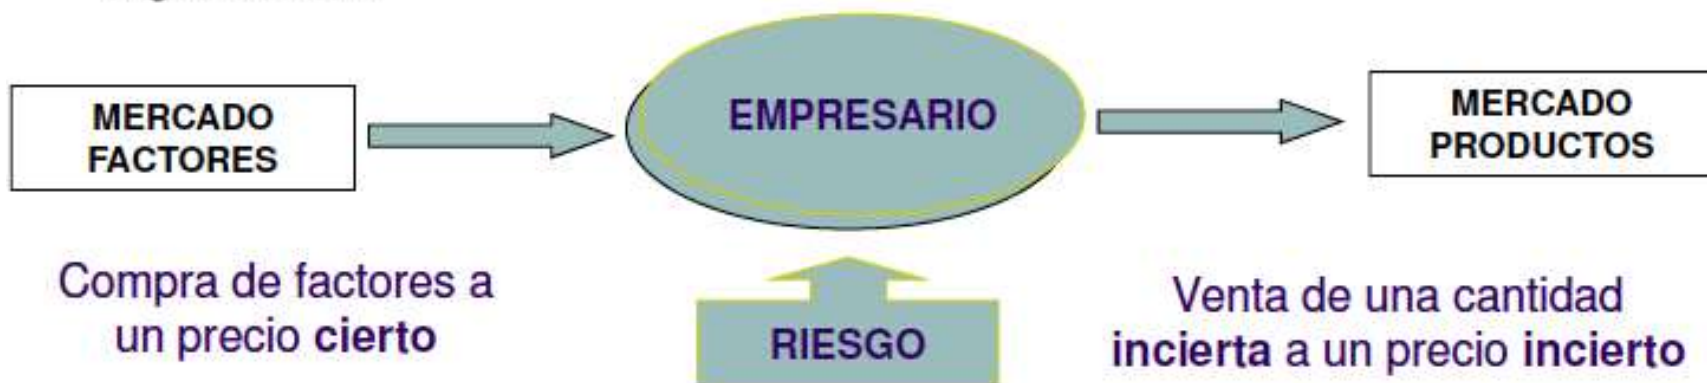 MERCADO
FACTORES
EMPRESARIO
MERCADO
PRODUCTOS
Compra de factores a
un precio cierto
RIESGO
Venta de una cantidad
incierta a un precio incierto